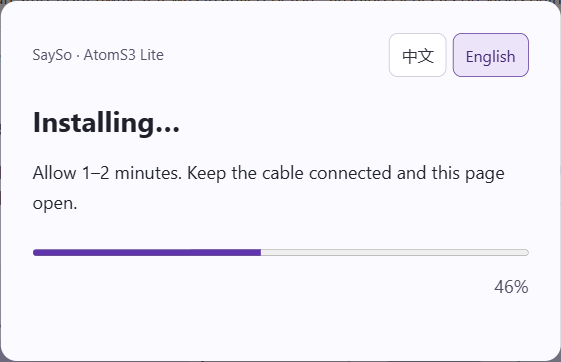 SaySo · AtomS3 Lite
中文
English
Installing…
Allow 1–2 minutes. Keep the cable connected and this page
open.
46%